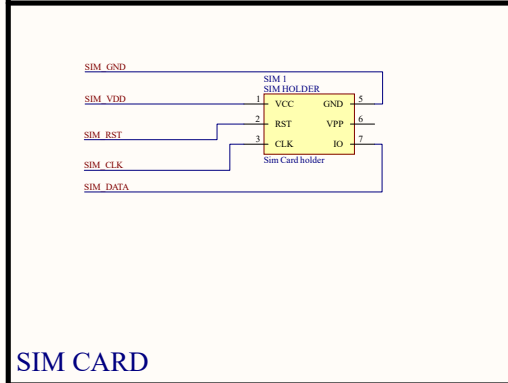 SIM_GND
SIM 1
SIM HOLDER
SIM_VDD
1 VCC GND 5
2 RST VPP 6
SIM_RST
3 CLK IO 7
Sim Card holder
SIM_CLK
SIM_DATA
SIM CARD